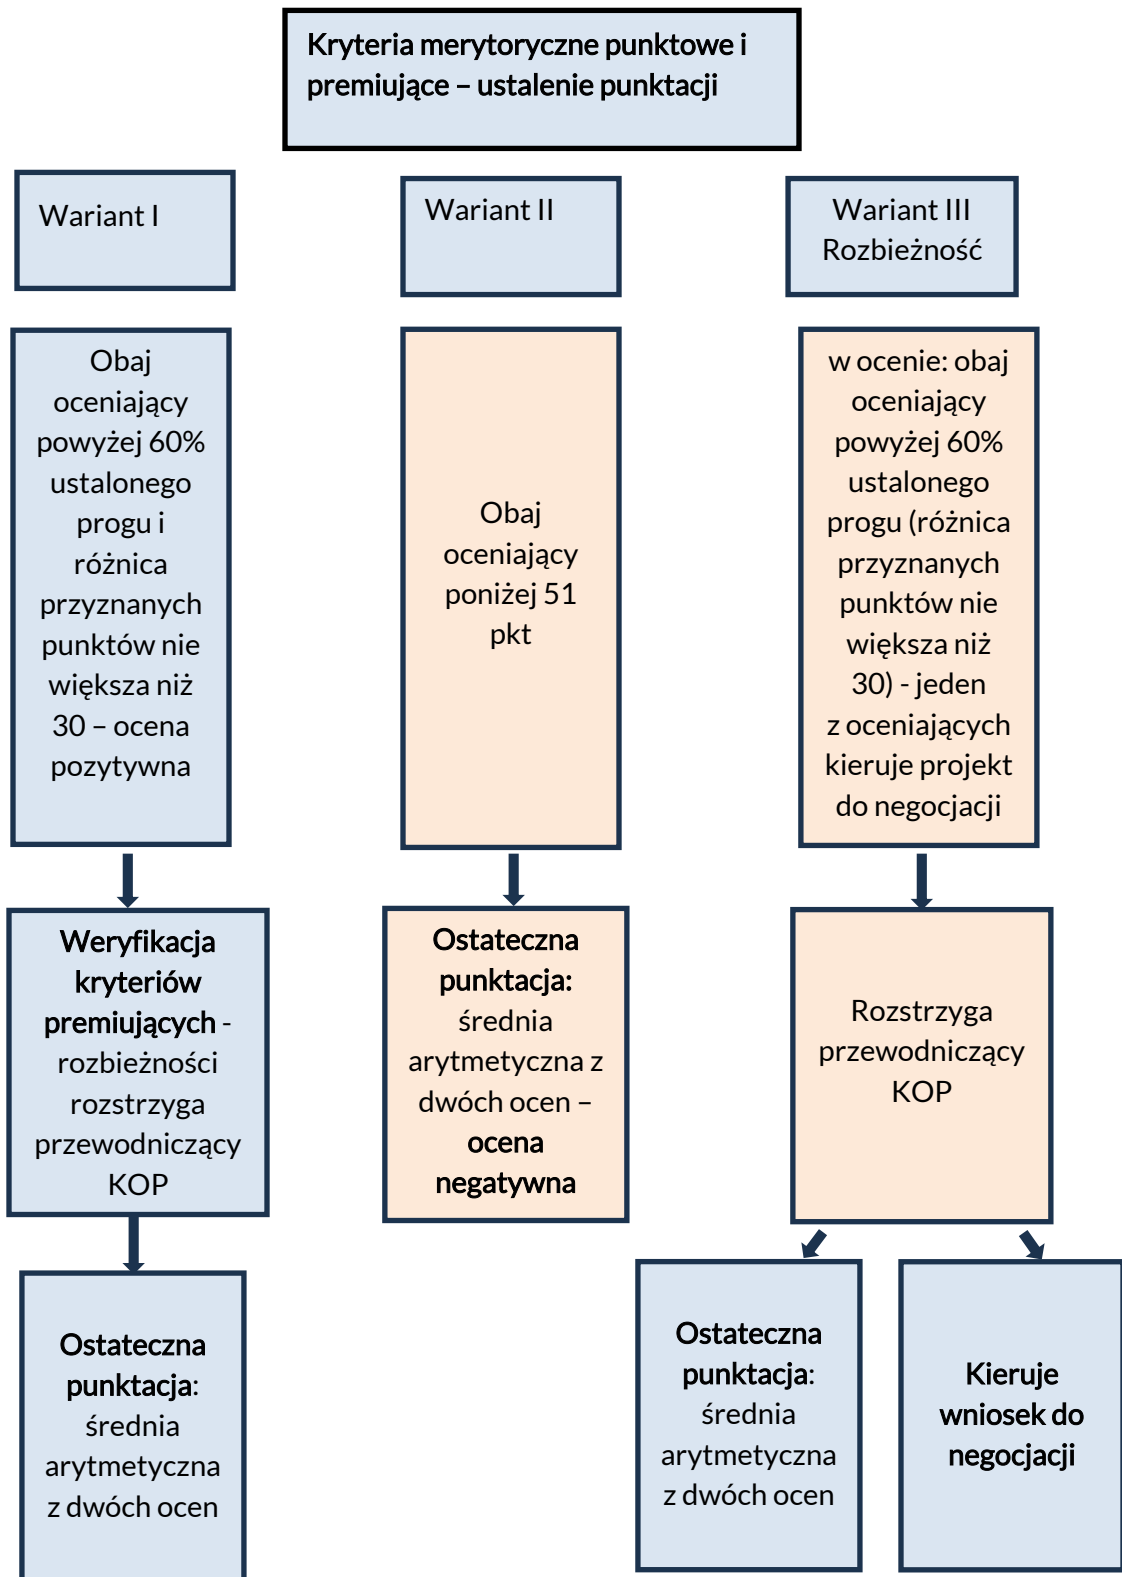 Kryteria merytoryczne punktowe i
premiujące – ustalenie punktacji
Wariant I
Wariant II
Wariant III
Rozbieżność
Obaj
oceniający
powyżej 60%
ustalonego
progu i
różnica
przyznanych
punktów nie
większa niż
30 – ocena
pozytywna
Obaj
oceniający
poniżej 51
pkt
w ocenie: obaj
oceniający
powyżej 60%
ustalonego
progu (różnica
przyznanych
punktów nie
większa niż
30) - jeden
z oceniających
kieruje projekt
do negocjacji
Weryfikacja
kryteriów
premiujących -
rozbieżności
rozstrzyga
przewodniczący
KOP
Ostateczna
punktacja:
średnia
arytmetyczna z
dwóch ocen –
ocena
negatywna
Rozstrzyga
przewodniczący
KOP
Ostateczna
punktacja:
średnia
arytmetyczna
z dwóch ocen
Ostateczna
punktacja:
średnia
arytmetyczna
z dwóch ocen
Kieruje
wniosek do
negocjacji